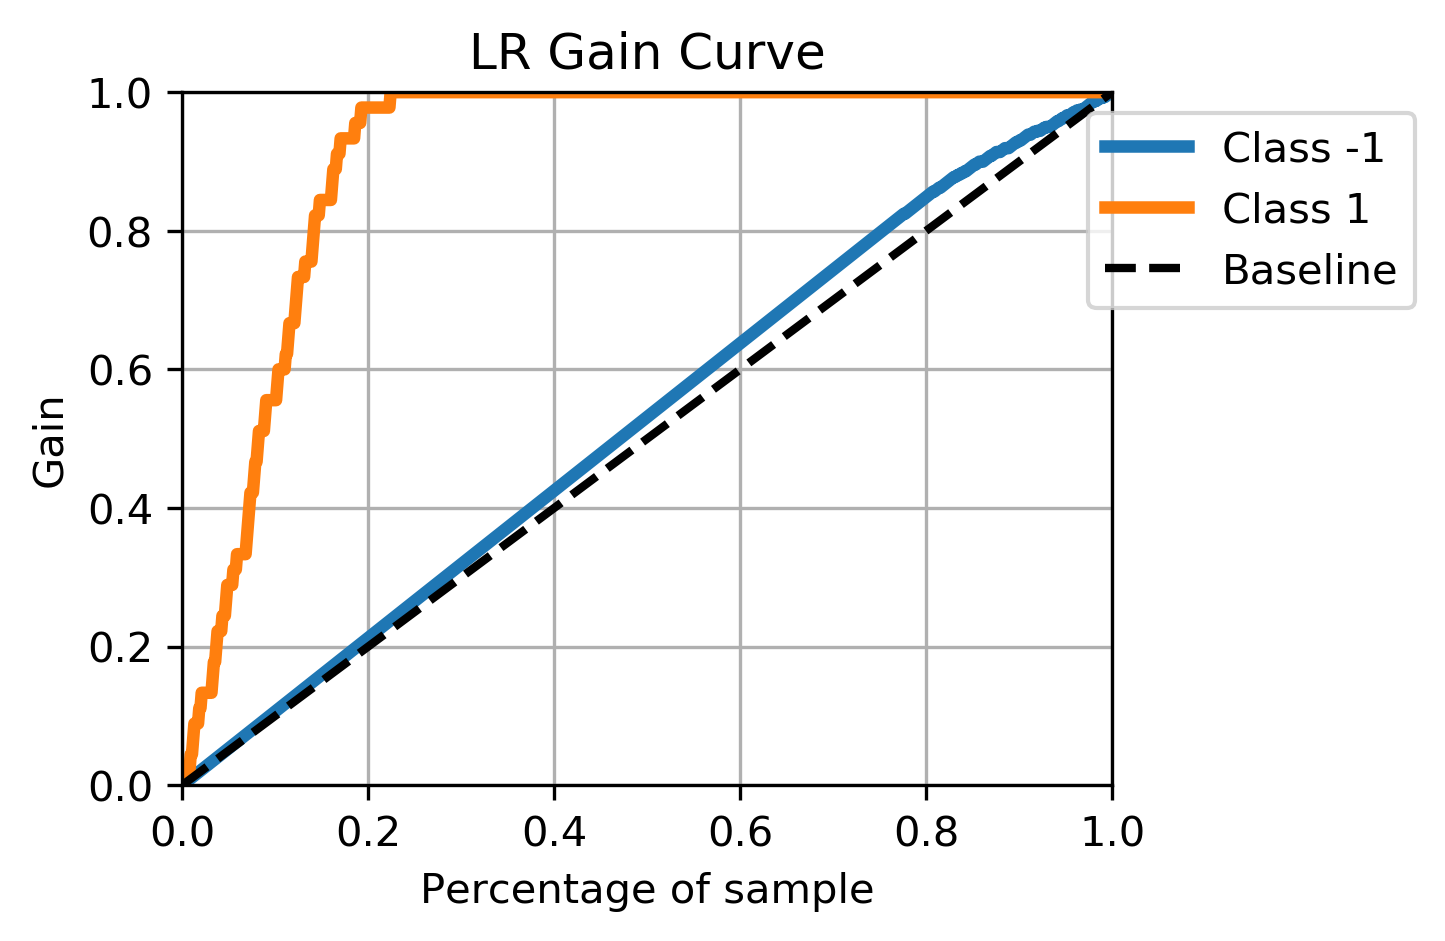 LR Gain Curve
1.0
0.8
0.6
0.4
0.2
0.0
Gain
0.0 0.2 0.4 0.6 0.8 1.0
Percentage of sample
Class -1
Class 1
Baseline